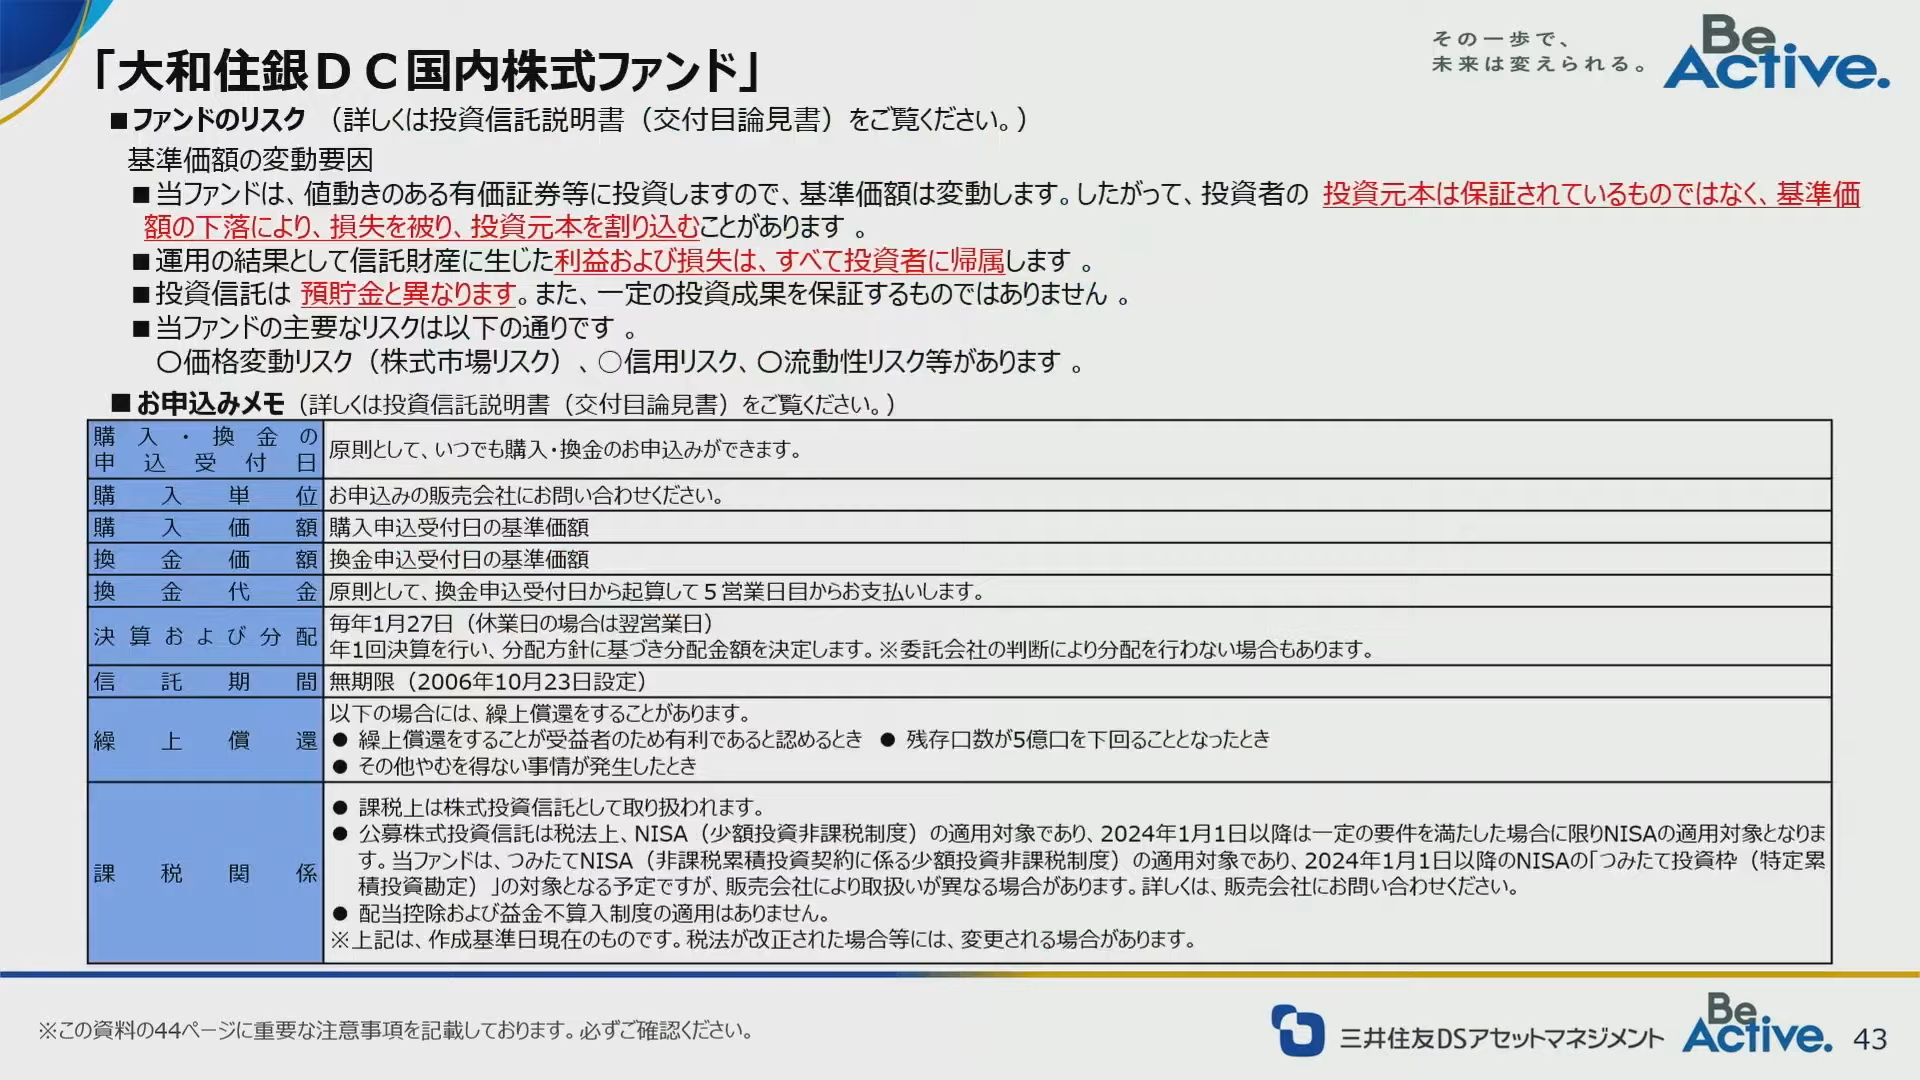 「大和住銀DC国内株式ファンド」
その一歩で、
未来は変えられる。
Be
Active.
■ファンドのリスク （詳しくは投資信託説明書（交付目論見書）をご覧ください。）
基準価額の変動要因
■当ファンドは、値動きのある有価証券等に投資しますので、基準価額は変動します。したがって、投資者の 投資元本は保証されているものではなく、基準価
額の下落により、損失を被り、投資元本を割り込むことがあります 。
■運用の結果として信託財産に生じた利益および損失は、すべて投資者に帰属します 。
■投資信託は 預貯金と異なります。また、一定の投資成果を保証するものではありません 。
■当ファンドの主要なリスクは以下の通りです 。
〇価格変動リスク（株式市場リスク）、○信用リスク、〇流動性リスク等があります 。
■お申込みメモ（詳しくは投資信託説明書（交付目論見書）をご覧ください。）
購入・換金の
申込受付日
原則として、いつでも購入・換金のお申込みができます。
購入単位 お申込みの販売会社にお問い合わせください。
購入価額 購入申込受付日の基準価額
換金価額 換金申込受付日の基準価額
換金代金 原則として、換金申込受付日から起算して５営業日目からお支払いします。
決算および分配
毎年1月27日（休業日の場合は翌営業日）
年1回決算を行い、分配方針に基づき分配金額を決定します。※委託会社の判断により分配を行わない場合もあります。
信託期間 無期限（2006年10月23日設定）
繰上償還
以下の場合には、繰上償還をすることがあります。
● 繰上償還をすることが受益者のため有利であると認めるとき ● 残存口数が5億口を下回ることとなったとき
● その他やむを得ない事情が発生したとき
課税関係
● 課税上は株式投資信託として取り扱われます。
● 公募株式投資信託は税法上、NISA（少額投資非課税制度）の適用対象であり、2024年1月1日以降は一定の要件を満たした場合に限りNISAの適用対象となりま
す。当ファンドは、つみたてNISA（非課税累積投資契約に係る少額投資非課税制度）の適用対象であり、2024年1月1日以降のNISAの「つみたて投資枠（特定累
積投資勘定）」の対象となる予定ですが、販売会社により取扱いが異なる場合があります。詳しくは、販売会社にお問い合わせください。
● 配当控除および益金不算入制度の適用はありません。
※上記は、作成基準日現在のものです。税法が改正された場合等には、変更される場合があります。
※この資料の44ページに重要な注意事項を記載しております。必ずご確認ください。
三井住友DSアセットマネジメント
Be
Active.
43